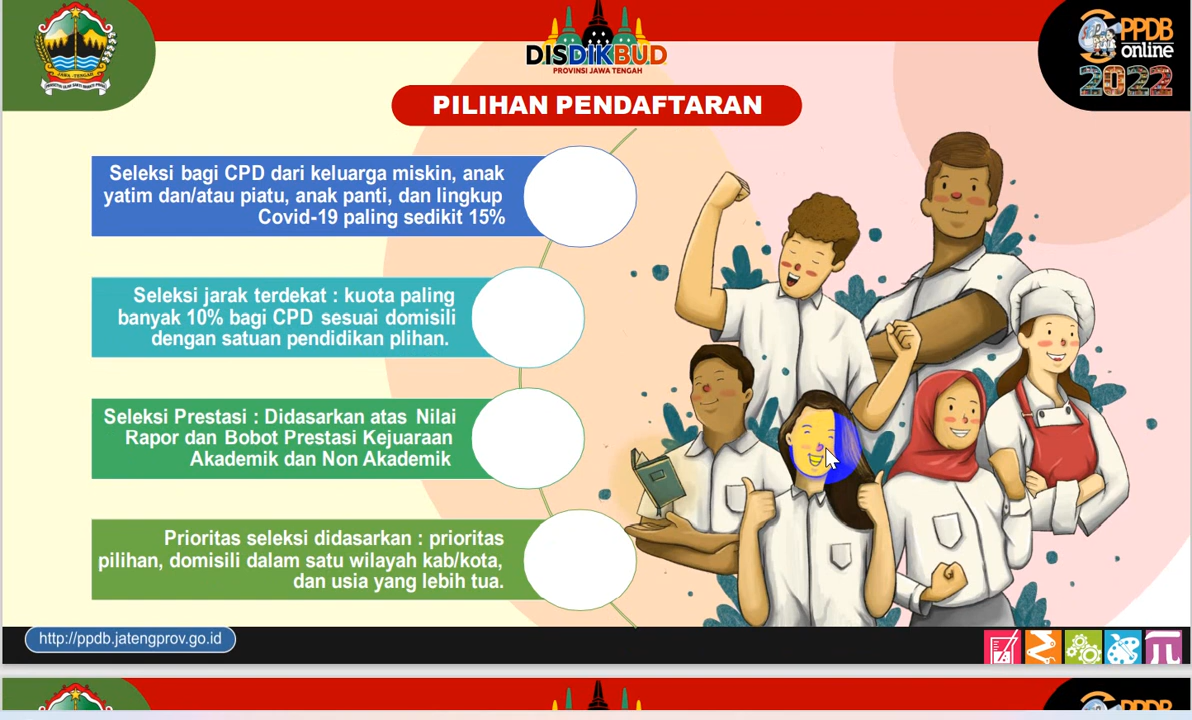 JAWA - TENGAH
DISDIKBUD
PROVINSI JAWA TENGAH
PPDB
online
2022
PILIHAN PENDAFTARAN
Seleksi bagi CPD dari keluarga miskin, anak
yatim dan/atau piatu, anak panti, dan lingkup
Covid-19 paling sedikit 15%
Seleksi jarak terdekat : kuota paling
banyak 10% bagi CPD sesuai domisili
dengan satuan pendidikan plihan.
Seleksi Prestasi : Didasarkan atas Nilai
Rapor dan Bobot Prestasi Kejuaraan
Akademik dan Non Akademik
Prioritas seleksi didasarkan : prioritas
pilihan, domisili dalam satu wilayah kab/kota,
dan usia yang lebih tua.
http://ppdb.jatengprov.go.id
PPDB